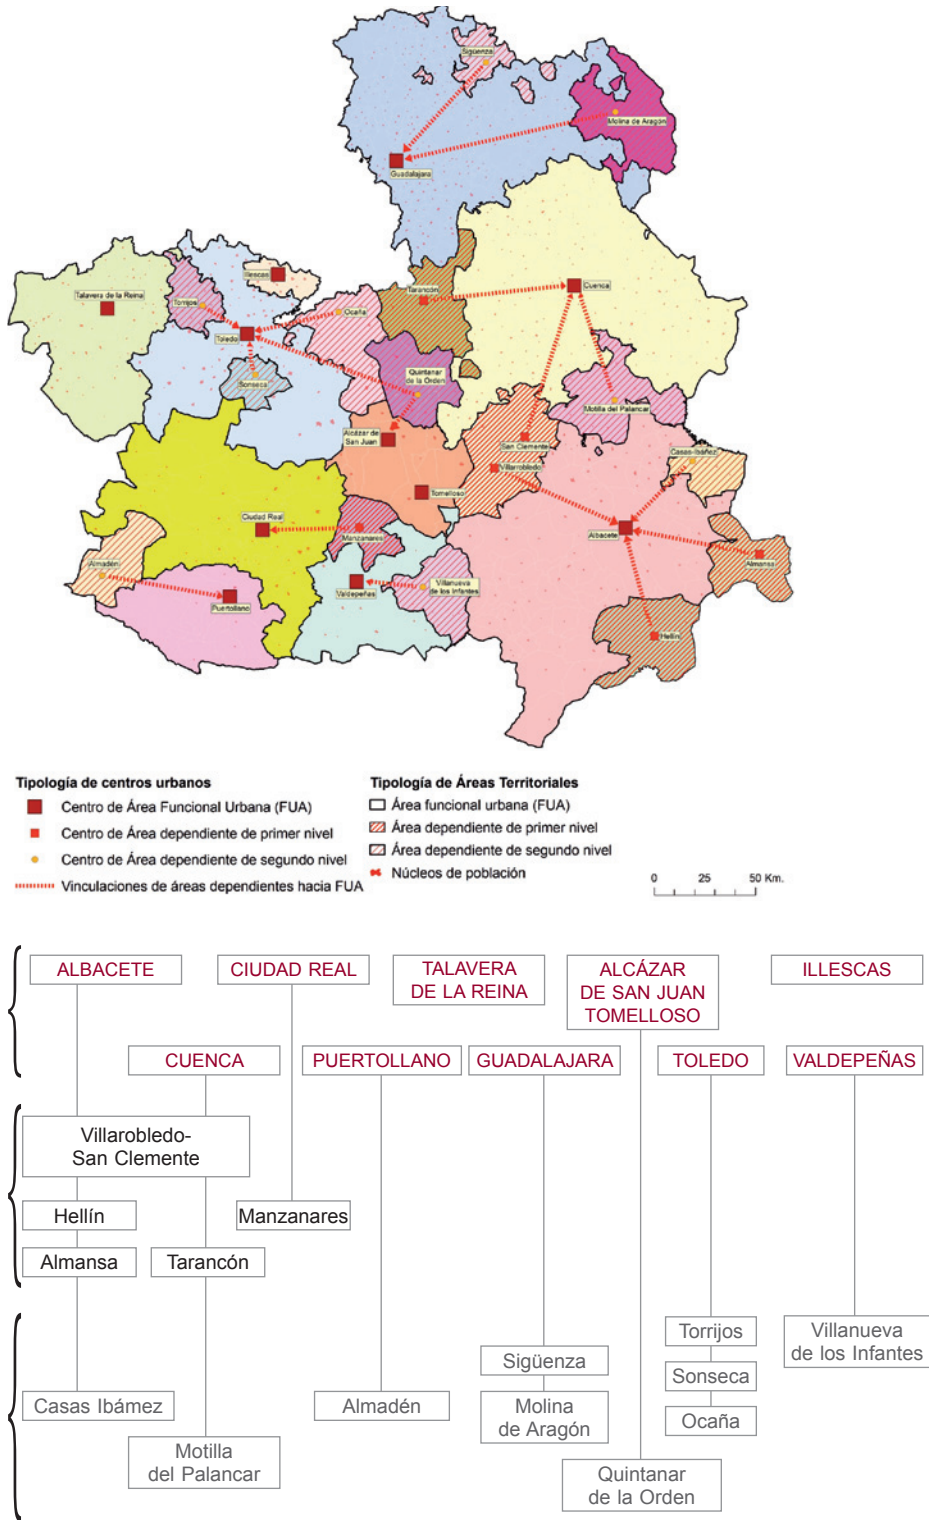 Sigüenza
Molina de Aragón
Guadalajara
Illescas
Talavera de la Reina
Torrijos
Ocaña
Tarancón
Cuenca
Toledo
Sonseca
Quintanar
de la Orden
Motilla del Palancar
Alcázar de
San Juan
San Clemente
Villarrobledo
Casas-Ibáñez
Tomelloso
Ciudad Real
Manzanares
Albacete
Almansa
Almadén
Puertollano
Valdepeñas
Villanueva
de los Infantes
Hellín
Tipología de centros urbanos
Centro de Área Funcional Urbana (FUA)
Centro de Área dependiente de primer nivel
Centro de Área dependiente de segundo nivel
Vinculaciones de áreas dependientes hacia FUA
Tipología de Áreas Territoriales
Área funcional urbana (FUA)
Área dependiente de primer nivel
Área dependiente de segundo nivel
Núcleos de población
0 25 50 Km.
ALBACETE
CIUDAD REAL
TALAVERA
DE LA REINA
ALCÁZAR
DE SAN JUAN
TOMELLOSO
ILLESCAS
CUENCA
PUERTOLLANO
GUADALAJARA
TOLEDO
VALDEPEÑAS
Villarobledo-
San Clemente
Hellín
Manzanares
Almansa
Tarancón
Torrijos
Villanueva
de los Infantes
Sigüenza
Sonseca
Casas Ibámez
Almadén
Molina
de Aragón
Ocaña
Motilla
del Palancar
Quintanar
de la Orden